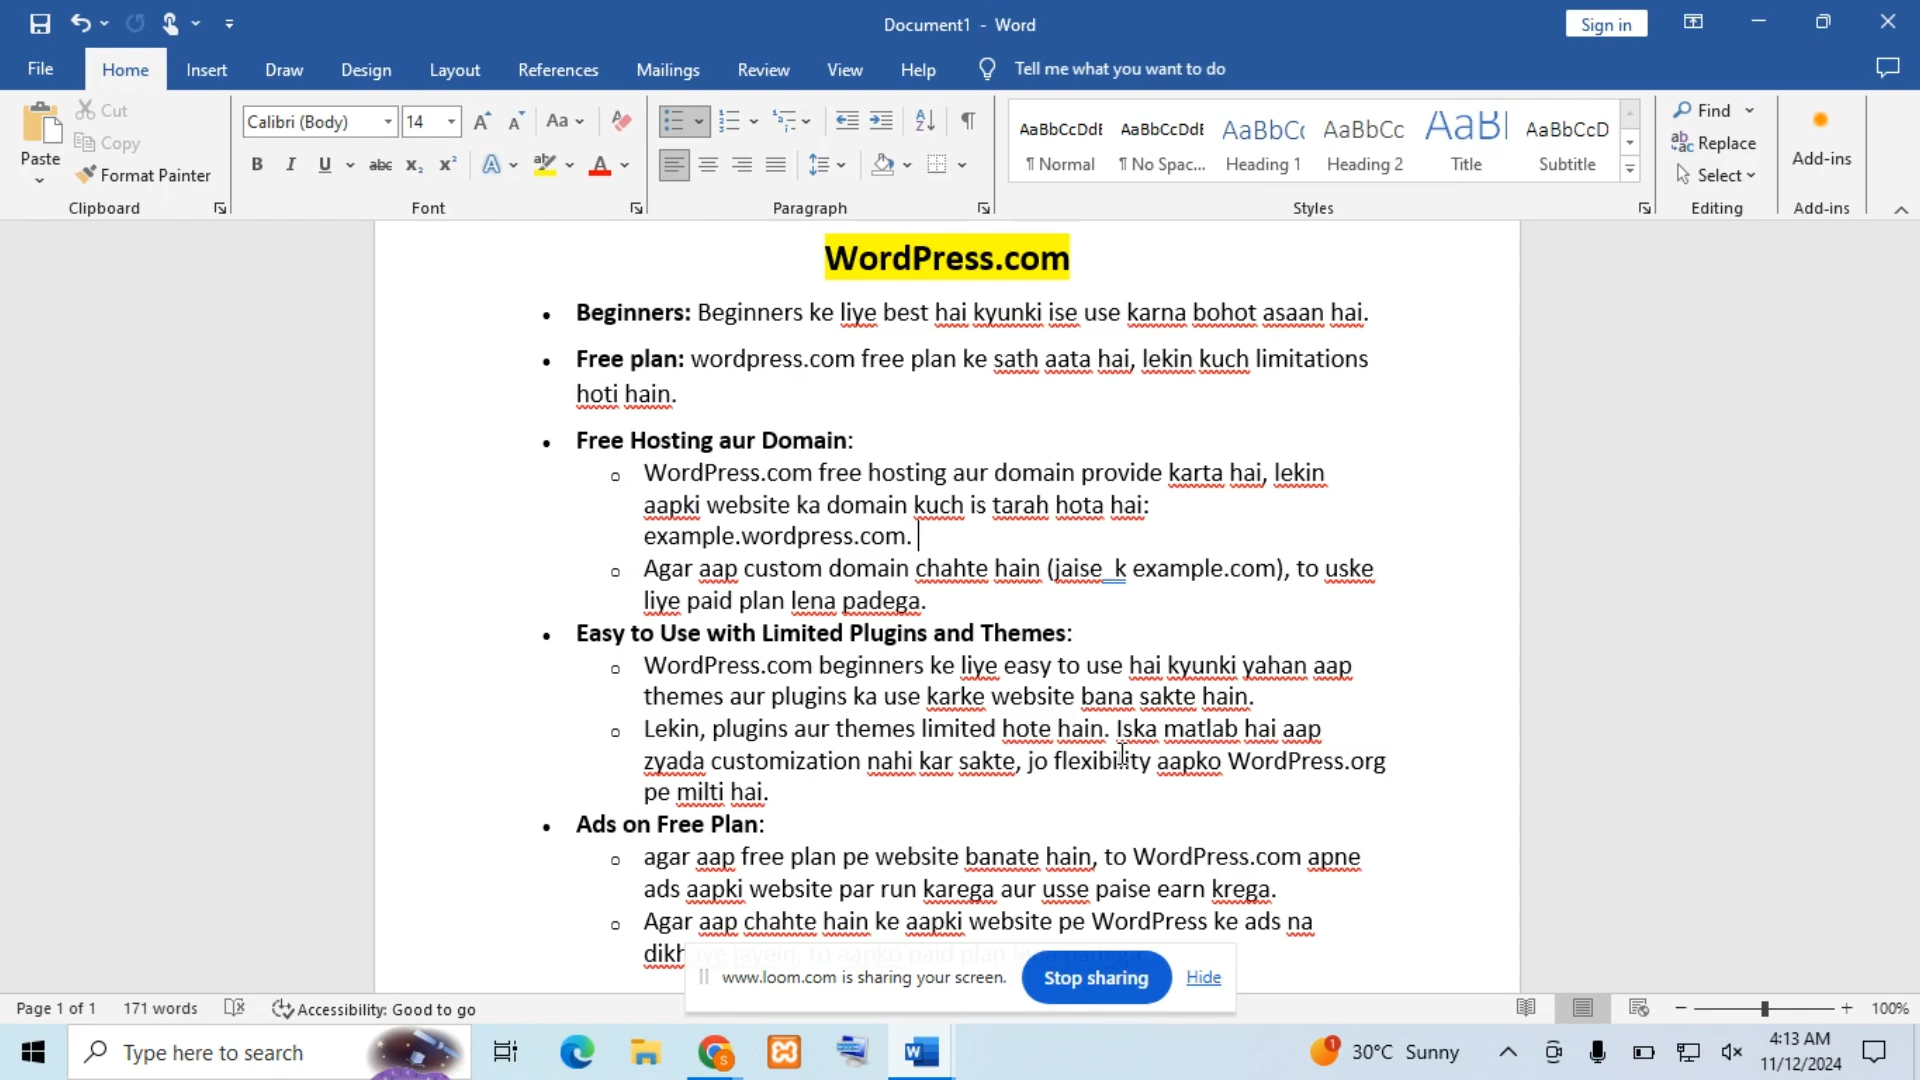 Document1 - Word
Sign in
File Home Insert Draw Design Layout References Mailings Review View Help Tell me what you want to do
Paste Cut Copy Format Painter
Calibri (Body) 14
AaBbCcDdE AaBbCcDdE AaBbC AaBbCc AaB AaBbCcD
¶ Normal ¶ No Spac... Heading 1 Heading 2 Title Subtitle
Find Replace Select
Add-ins
Clipboard Font Paragraph Styles Editing Add-ins
WordPress.com
• Beginners: Beginners ke liye best hai kyunki ise use karna bohot asaan hai.
• Free plan: wordpress.com free plan ke sath aata hai, lekin kuch limitations
hoti hain.
• Free Hosting aur Domain:
o WordPress.com free hosting aur domain provide karta hai, lekin
aapki website ka domain kuch is tarah hota hai:
example.wordpress.com.
o Agar aap custom domain chahte hain (jaise k example.com), to uske
liye paid plan lena padega.
• Easy to Use with Limited Plugins and Themes:
o WordPress.com beginners ke liye easy to use hai kyunki yahan aap
themes aur plugins ka use karke website bana sakte hain.
o Lekin, plugins aur themes limited hote hain. Iska matlab hai aap
zyada customization nahi kar sakte, jo flexibility aapko WordPress.org
pe milti hai.
• Ads on Free Plan:
o agar aap free plan pe website banate hain, to WordPress.com apne
ads aapki website par run karega aur usse paise earn krega.
o Agar aap chahte hain ke aapki website pe WordPress ke ads na
dikhaye jayein, to aapko paid plan lena padega.
www.loom.com is sharing your screen. Stop sharing Hide
Page 1 of 1 171 words Accessibility: Good to go 100%
Type here to search 30°C Sunny 4:13 AM
11/12/2024